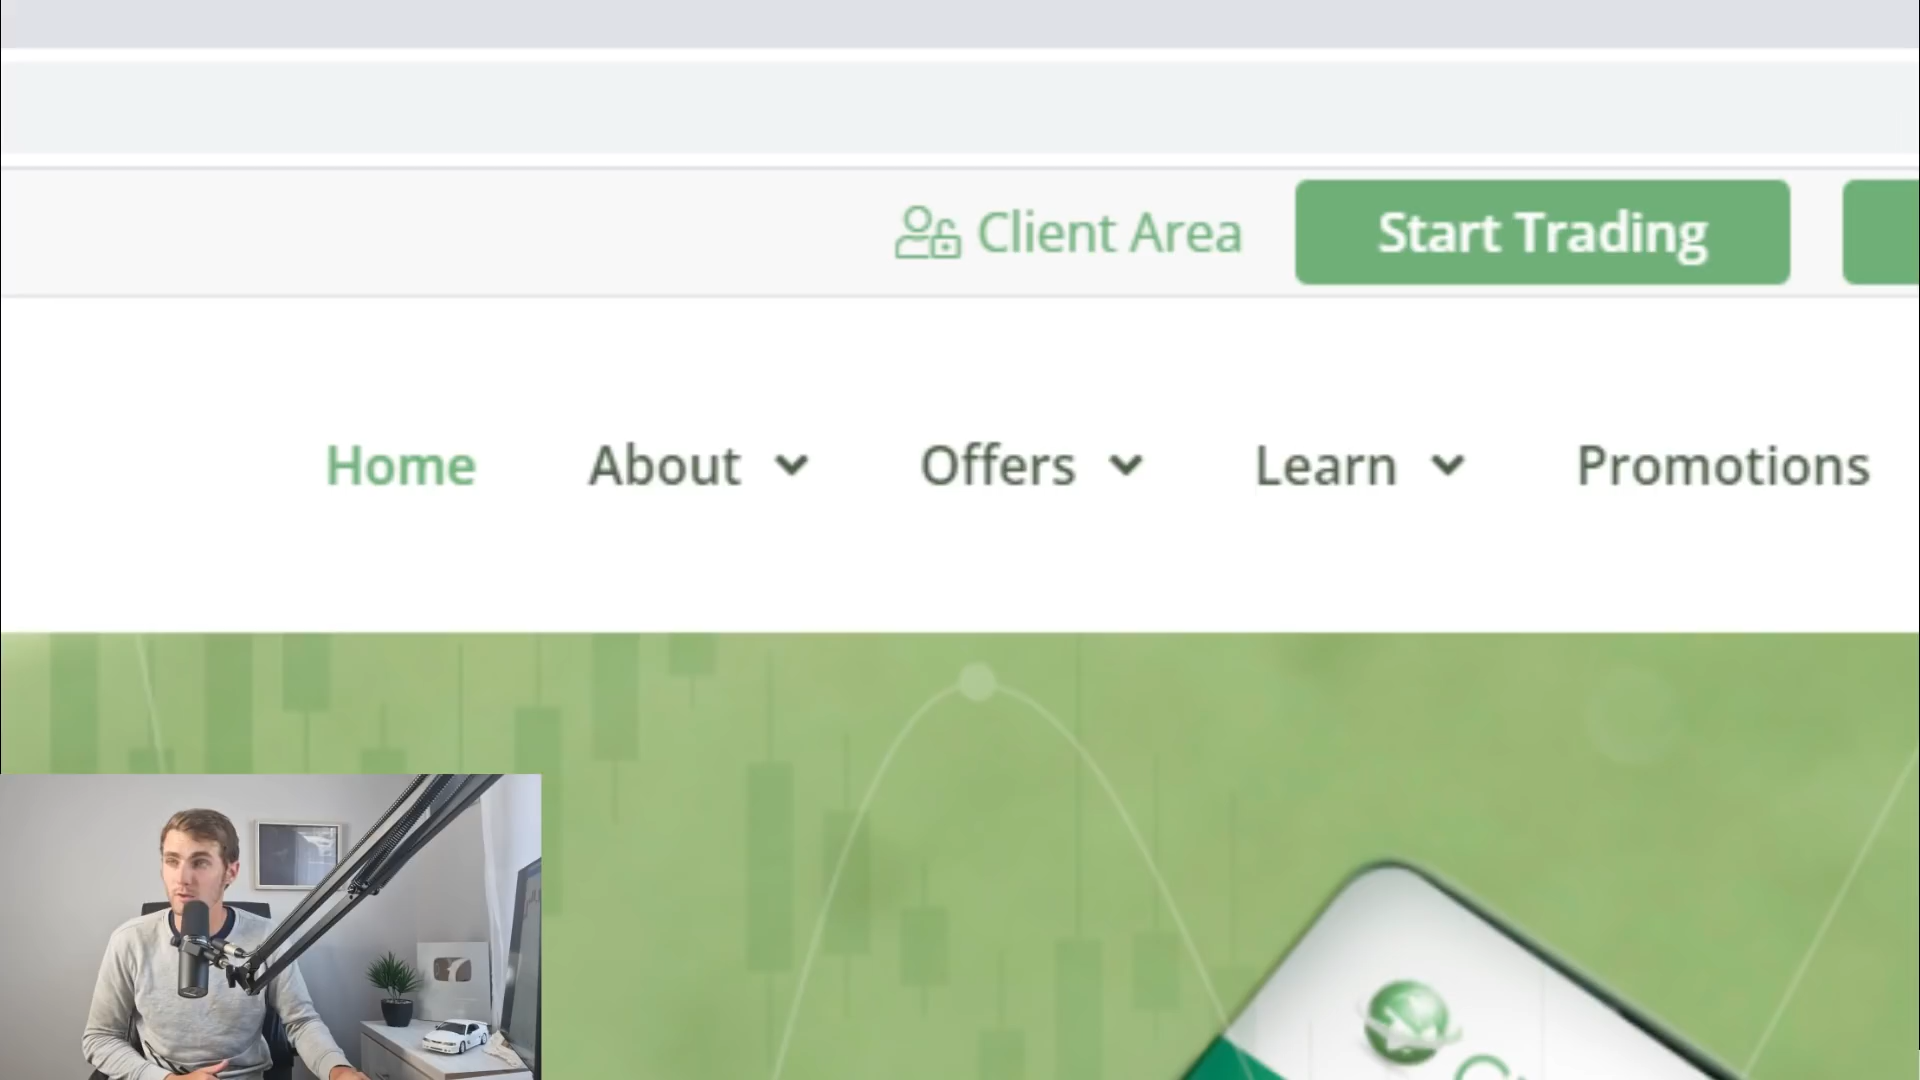 Client Area
Start Trading
Home
About
Offers
Learn
Promotions